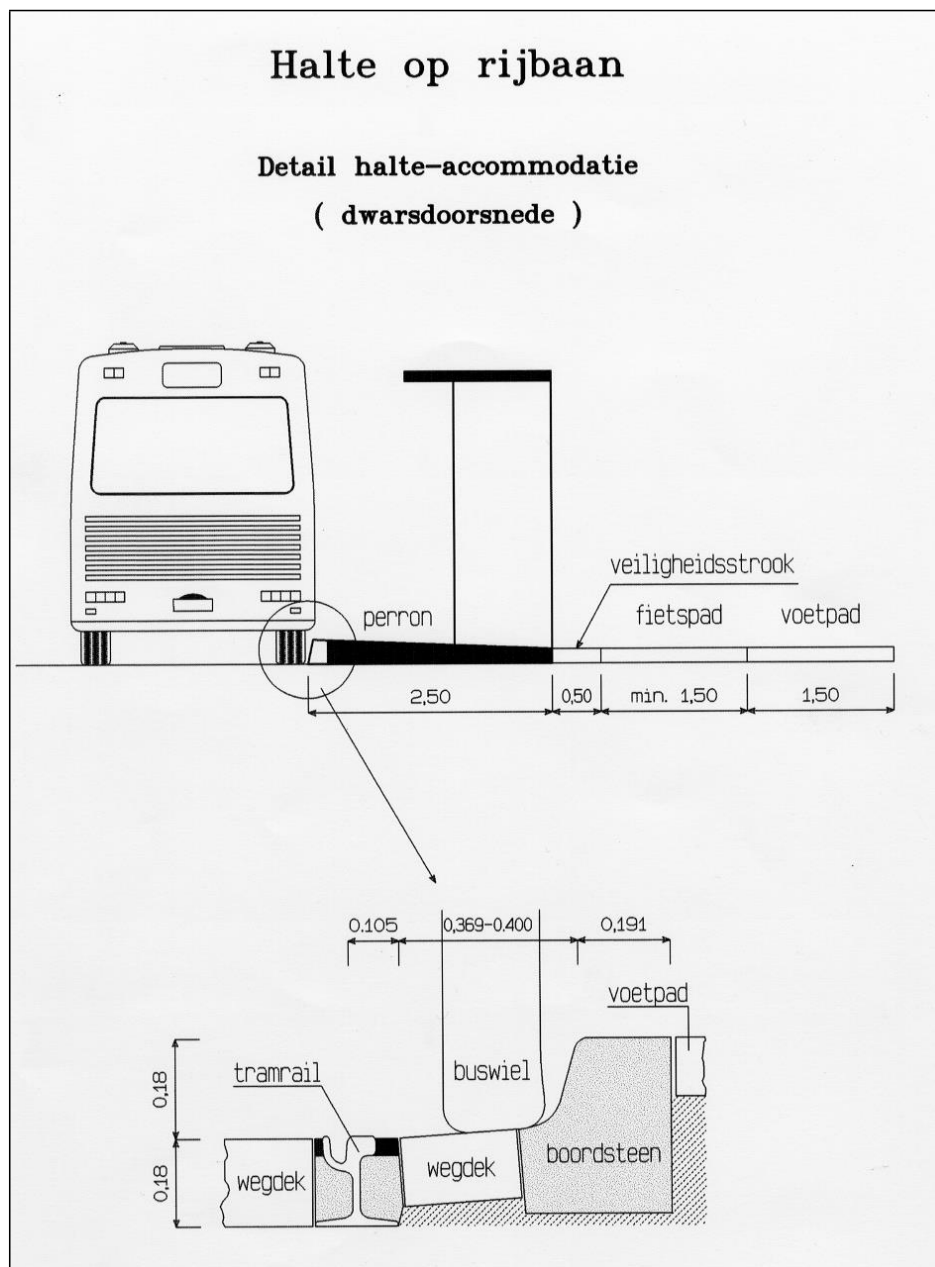 Halte op rijbaan
Detail halte-accommodatie
( dwarsdoorsnede )
veiligheidsstrook
perron
fietspad
voetpad
2,50
0,50
min. 1,50
1,50
0.105
0,369-0.400
0,191
voetpad
0,18
tramrail
buswiel
0,18
wegdek
wegdek
boordsteen